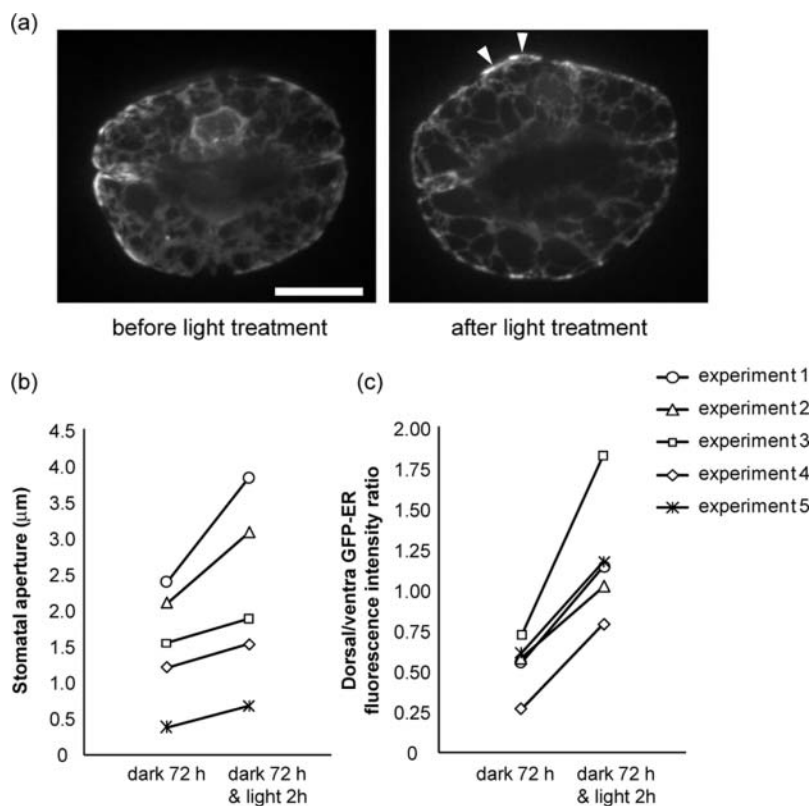 (a)
before light treatment
after light treatment
(b)
4.5
4.0
3.5
3.0
2.5
2.0
1.5
1.0
0.5
0
Stomatal aperture (μm)
dark 72 h
dark 72 h
& light 2h
(c)
2.00
1.75
1.50
1.25
1.00
0.75
0.50
0.25
0
Dorsal/ventra GFP-ER
fluorescence intensity ratio
dark 72 h
dark 72 h
& light 2h
experiment 1
experiment 2
experiment 3
experiment 4
experiment 5